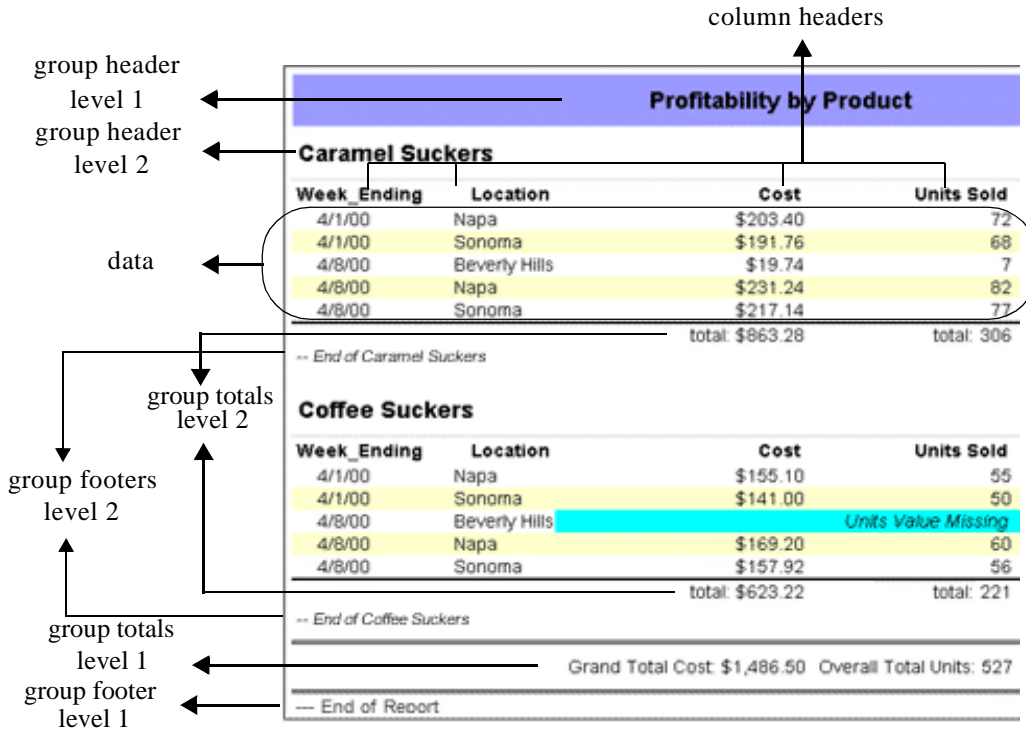 column headers
group header
level 1
Profitability by Product
group header
level 2
Caramel Suckers
Week_Ending Location Cost Units Sold
data
4/1/00 Napa $203.40 72
4/1/00 Sonoma $191.76 68
4/8/00 Beverly Hills $19.74 7
4/8/00 Napa $231.24 82
4/8/00 Sonoma $217.14 77
total: $863.28 total: 306
-- End of Caramel Suckers
group totals
level 2
Coffee Suckers
Week_Ending Location Cost Units Sold
group footers
level 2
4/1/00 Napa $155.10 55
4/1/00 Sonoma $141.00 50
4/8/00 Beverly Hills Units Value Missing
4/8/00 Napa $169.20 60
4/8/00 Sonoma $157.92 56
total: $623.22 total: 221
-- End of Coffee Suckers
group totals
level 1
Grand Total Cost: $1,486.50 Overall Total Units: 527
group footer
level 1
--- End of Report